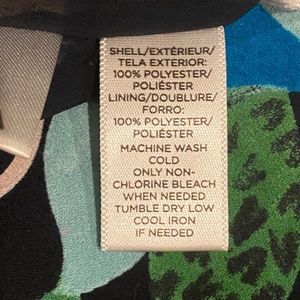 SHELL/EXTÉRIEUR/
TELA EXTERIOR:
100% POLYESTER/
POLIÉSTER
LINING/DOUBLURE/
FORRO:
100% POLYESTER/
POLIÉSTER
MACHINE WASH
COLD
ONLY NON-
CHLORINE BLEACH
WHEN NEEDED
TUMBLE DRY LOW
COOL IRON
IF NEEDED